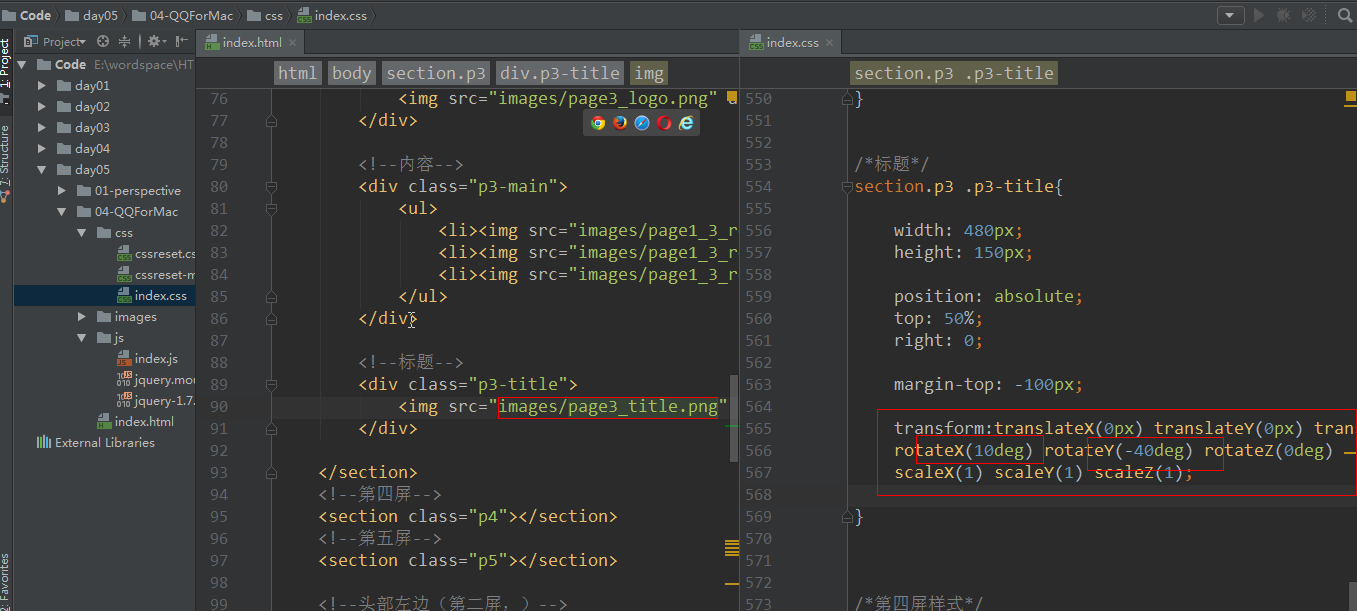 Code day05 04-QQForMac css index.css
1: Project
7: Structure
2: Favorites
Project
Code E:\wordspace\HT
day01
day02
day03
day04
day05
01-perspective
04-QQForMac
css
cssreset.cs
cssreset-m
index.css
images
js
index.js
jquery.mou
jquery-1.7.
index.html
External Libraries
index.html
html body section.p3 div.p3-title img
76 <img src="images/page3_logo.png"
77 </div>
78
79 <!--内容-->
80 <div class="p3-main">
81 <ul>
82 <li><img src="images/page1_3_r
83 <li><img src="images/page1_3_r
84 <li><img src="images/page1_3_r
85 </ul>
86 </div>
87
88 <!--标题-->
89 <div class="p3-title">
90 <img src="images/page3_title.png"
91 </div>
92
93 </section>
94 <!--第四屏-->
95 <section class="p4"></section>
96 <!--第五屏-->
97 <section class="p5"></section>
98
99 <!--头部左边（第二屏，）-->
index.css
section.p3 .p3-title
550 }
551
552
553 /*标题*/
554 section.p3 .p3-title{
555
556 width: 480px;
557 height: 150px;
558
559 position: absolute;
560 top: 50%;
561 right: 0;
562
563 margin-top: -100px;
564
565 transform:translateX(0px) translateY(0px) tran
566 rotateX(10deg) rotateY(-40deg) rotateZ(0deg)
567 scaleX(1) scaleY(1) scaleZ(1);
568
569 }
570
571
572
573 /*第四屏样式*/